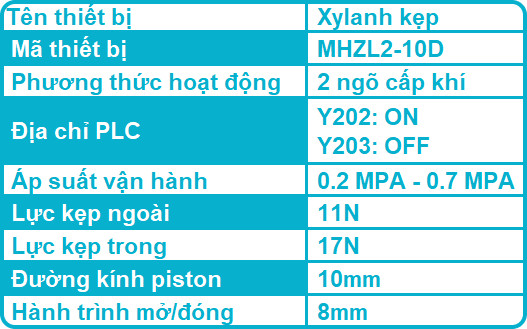 Tên thiết bị Xylanh kẹp
Mã thiết bị MHZL2-10D
Phương thức hoạt động 2 ngõ cấp khí
Địa chỉ PLC Y202: ON
Y203: OFF
Áp suất vận hành 0.2 MPA - 0.7 MPA
Lực kẹp ngoài 11N
Lực kẹp trong 17N
Đường kính piston 10mm
Hành trình mở/đóng 8mm